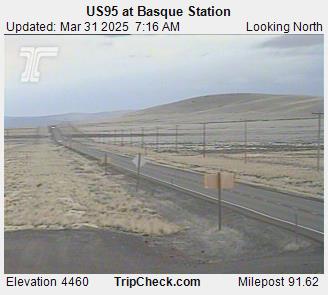 US95 at Basque Station
Updated: Mar 31 2025 7:16 AM Looking North
Elevation 4460 TripCheck.com Milepost 91.62